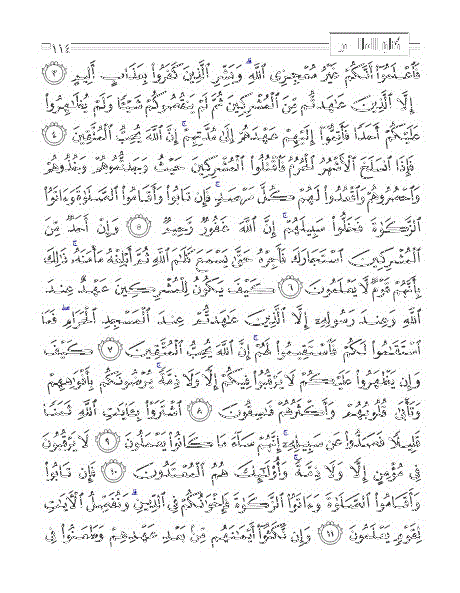 ١١٤
فَٱعْلَمُوٓا۟ أَنَّكُمْ غَيْرُ مُعْجِزِى ٱللَّهِ ۗ وَبَشِّرِ ٱلَّذِينَ كَفَرُوا۟ بِعَذَابٍ أَلِيمٍ ٣
إِلَّا ٱلَّذِينَ عَٰهَدتُّم مِّنَ ٱلْمُشْرِكِينَ ثُمَّ لَمْ يَنقُصُوكُمْ شَيْـًٔا وَلَمْ يُظَٰهِرُوا۟
عَلَيْكُمْ أَحَدًا فَأَتِمُّوٓا۟ إِلَيْهِمْ عَهْدَهُمْ إِلَىٰ مُدَّتِهِمْ ۚ إِنَّ ٱللَّهَ يُحِبُّ ٱلْمُتَّقِينَ ٤
فَإِذَا ٱنسَلَخَ ٱلْأَشْهُرُ ٱلْحُرُمُ فَٱقْتُلُوا۟ ٱلْمُشْرِكِينَ حَيْثُ وَجَدتُّمُوهُمْ وَخُذُوهُمْ
وَٱحْصُرُوهُمْ وَٱقْعُدُوا۟ لَهُمْ كُلَّ مَرْصَدٍ ۚ فَإِن تَابُوا۟ وَأَقَامُوا۟ ٱلصَّلَوٰةَ وَءَاتَوُا۟
ٱلزَّكَوٰةَ فَخَلُّوا۟ سَبِيلَهُمْ ۚ إِنَّ ٱللَّهَ غَفُورٌ رَّحِيمٌ ٥ وَإِنْ أَحَدٌ مِّنَ
ٱلْمُشْرِكِينَ ٱسْتَجَارَكَ فَأَجِرْهُ حَتَّىٰ يَسْمَعَ كَلَٰمَ ٱللَّهِ ثُمَّ أَبْلِغْهُ مَأْمَنَهُۥ ۚ ذَٰلِكَ
بِأَنَّهُمْ قَوْمٌ لَّا يَعْلَمُونَ ٦ كَيْفَ يَكُونُ لِلْمُشْرِكِينَ عَهْدٌ عِندَ
ٱللَّهِ وَعِندَ رَسُولِهِۦٓ إِلَّا ٱلَّذِينَ عَٰهَدتُّمْ عِندَ ٱلْمَسْجِدِ ٱلْحَرَامِ ۖ فَمَا
ٱسْتَقَٰمُوا۟ لَكُمْ فَٱسْتَقِيمُوا۟ لَهُمْ ۚ إِنَّ ٱللَّهَ يُحِبُّ ٱلْمُتَّقِينَ ٧ كَيْفَ
وَإِن يَظْهَرُوا۟ عَلَيْكُمْ لَا يَرْقُبُوا۟ فِيكُمْ إِلًّا وَلَا ذِمَّةً ۚ يُرْضُونَكُم بِأَفْوَٰهِهِمْ
وَتَأْبَىٰ قُلُوبُهُمْ وَأَكْثَرُهُمْ فَٰسِقُونَ ٨ ٱشْتَرَوْا۟ بِـَٔايَٰتِ ٱللَّهِ ثَمَنًا
قَلِيلًا فَصَدُّوا۟ عَن سَبِيلِهِۦٓ ۚ إِنَّهُمْ سَآءَ مَا كَانُوا۟ يَعْمَلُونَ ٩ لَا يَرْقُبُونَ
فِى مُؤْمِنٍ إِلًّا وَلَا ذِمَّةً ۚ وَأُو۟لَٰٓئِكَ هُمُ ٱلْمُعْتَدُونَ ١٠ فَإِن تَابُوا۟
وَأَقَامُوا۟ ٱلصَّلَوٰةَ وَءَاتَوُا۟ ٱلزَّكَوٰةَ فَإِخْوَٰنُكُمْ فِى ٱلدِّينِ ۗ وَنُفَصِّلُ ٱلْـَٔايَٰتِ
لِقَوْمٍ يَعْلَمُونَ ١١ وَإِن نَّكَثُوٓا۟ أَيْمَٰنَهُم مِّنۢ بَعْدِ عَهْدِهِمْ وَطَعَنُوا۟ فِى